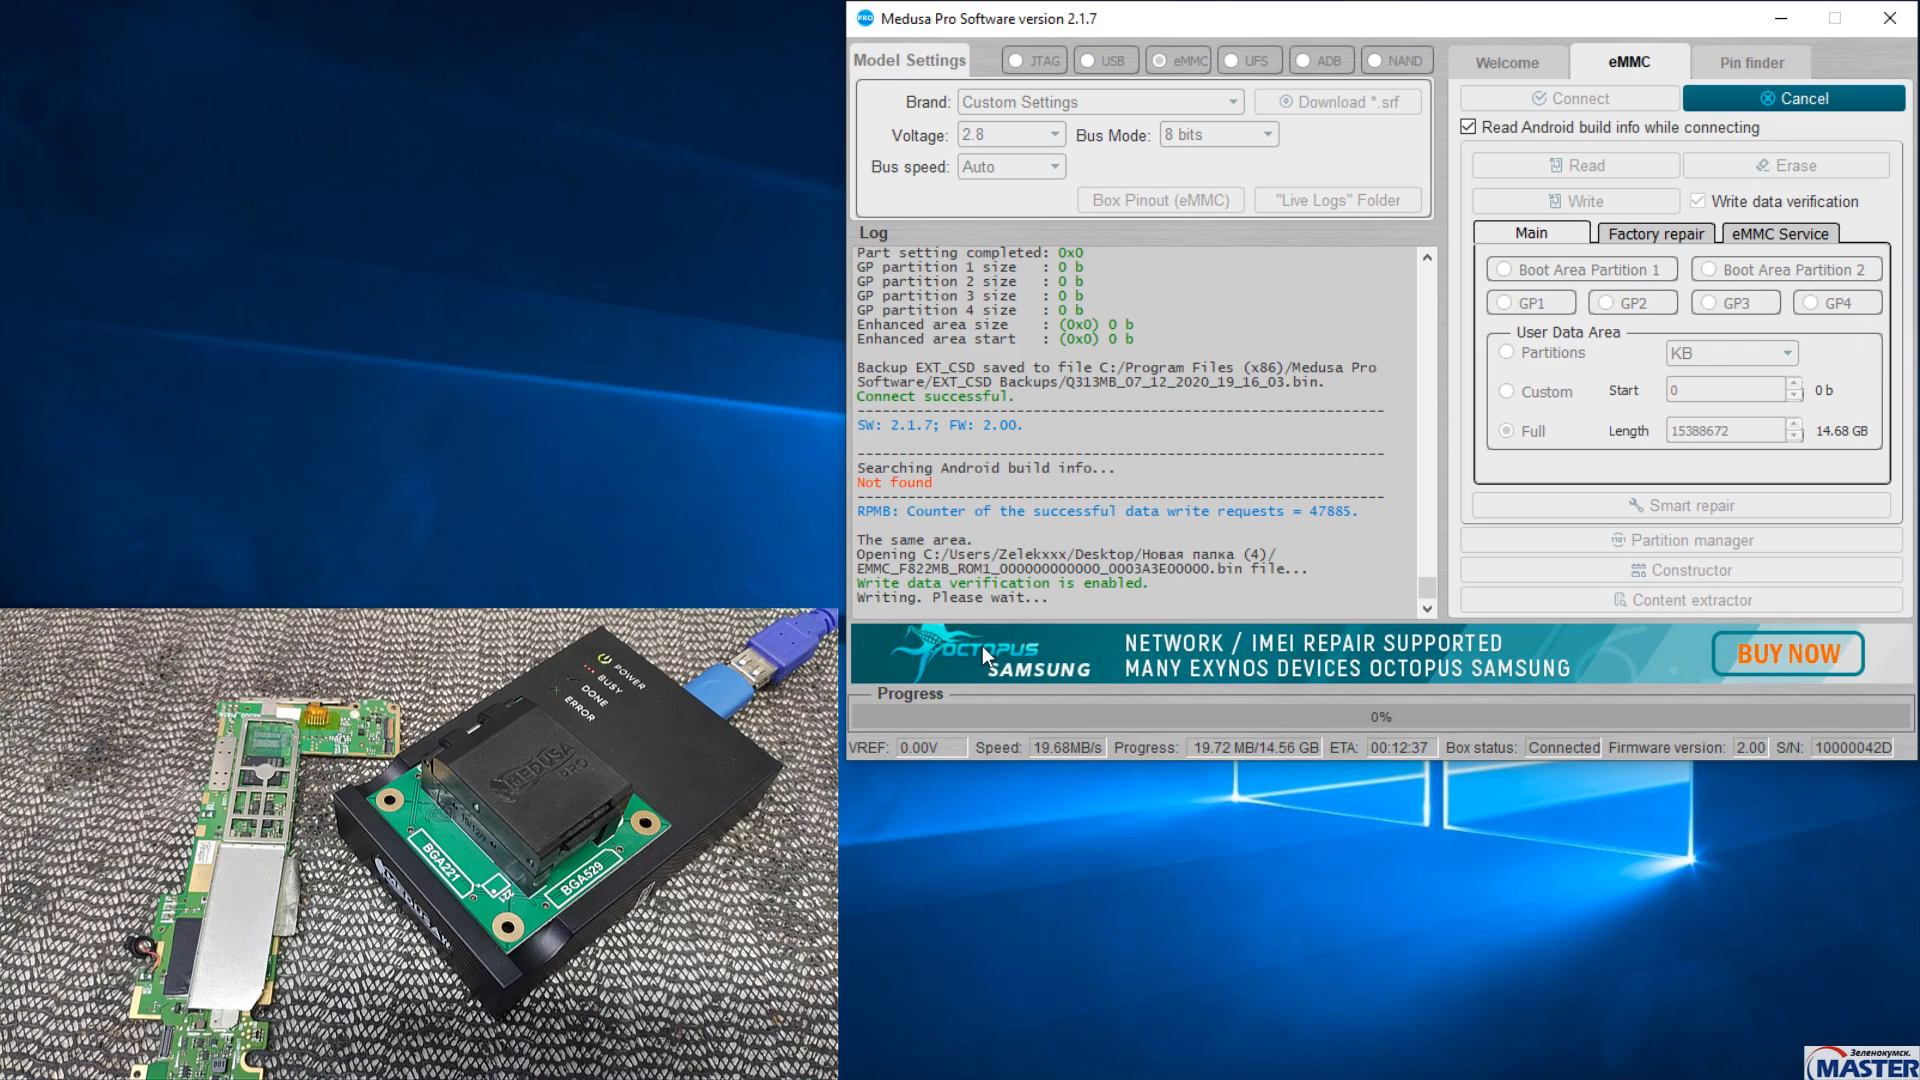 Medusa Pro Software version 2.1.7
Model Settings
JTAG
USB
eMMC
UFS
ADB
NAND
Brand: Custom Settings
Download *.srf
Voltage: 2.8
Bus Mode: 8 bits
Bus speed: Auto
Box Pinout (eMMC)
"Live Logs" Folder
Log
Part setting completed: 0x0
GP partition 1 size : 0 b
GP partition 2 size : 0 b
GP partition 3 size : 0 b
GP partition 4 size : 0 b
Enhanced area size : (0x0) 0 b
Enhanced area start : (0x0) 0 b
Backup EXT_CSD saved to file C:/Program Files (x86)/Medusa Pro
Software/EXT_CSD Backups/Q313MB_07_12_2020_19_16_03.bin.
Connect successful.
SW: 2.1.7; FW: 2.00.
Searching Android build info...
Not found
RPMB: Counter of the successful data write requests = 47885.
The same area.
Opening C:/Users/Zelekxxx/Desktop/Новая папка (4)/
EMMC_F822MB_ROM1_000000000000_0003A3E00000.bin file...
Write data verification is enabled.
Writing. Please wait...
Welcome
eMMC
Pin finder
Connect
Cancel
Read Android build info while connecting
Read
Erase
Write
Write data verification
Main
Factory repair
eMMC Service
Boot Area Partition 1
Boot Area Partition 2
GP1
GP2
GP3
GP4
User Data Area
Partitions
KB
Custom Start 0 0 b
Full Length 15388672 14.68 GB
Smart repair
Partition manager
Constructor
Content extractor
OCTOPUS
SAMSUNG
NETWORK / IMEI REPAIR SUPPORTED
MANY EXYNOS DEVICES OCTOPUS SAMSUNG
BUY NOW
Progress
0%
VREF: 0.00V Speed: 19.68MB/s Progress: 19.72 MB/14.56 GB ETA: 00:12:37 Box status: Connected Firmware version: 2.00 S/N: 10000042D
POWER
BUSY
DONE
ERROR
MEDUSA
PRO
BGA221
BGA529
Зеленокумск.
MASTER